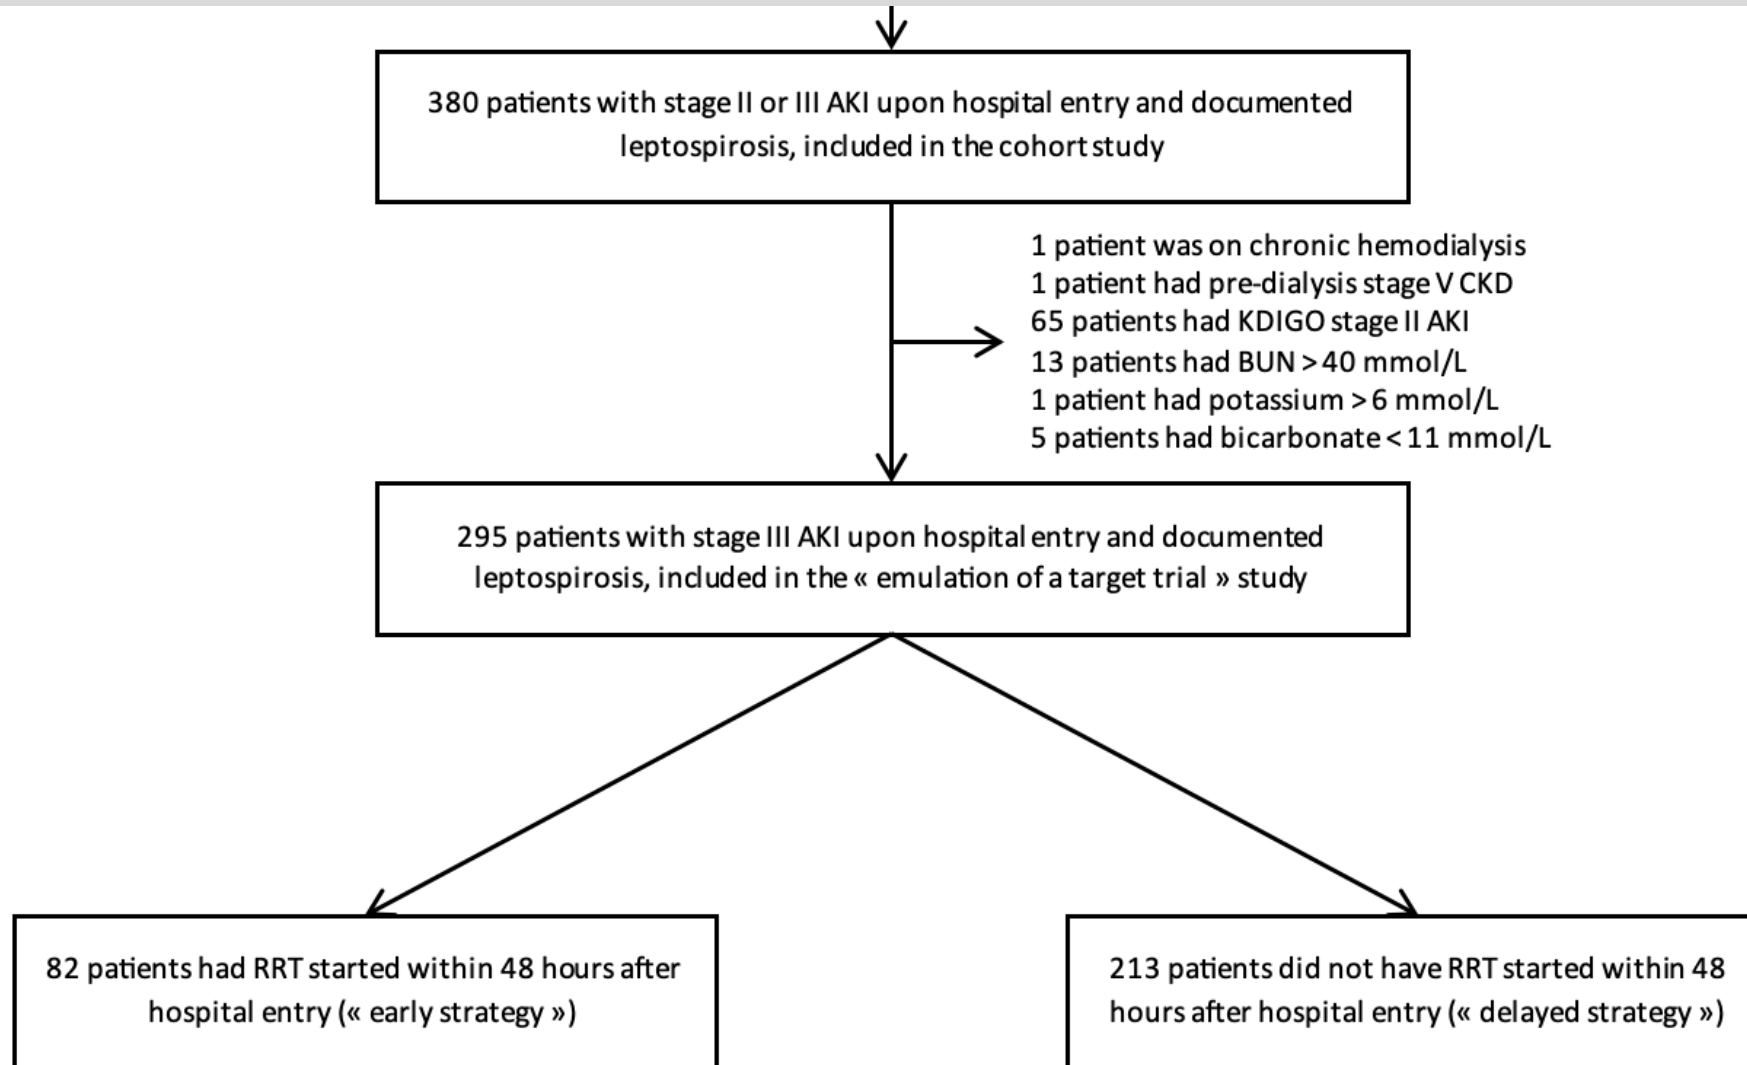 380 patients with stage II or III AKI upon hospital entry and documented
leptospirosis, included in the cohort study
1 patient was on chronic hemodialysis
1 patient had pre-dialysis stage V CKD
65 patients had KDIGO stage II AKI
13 patients had BUN > 40 mmol/L
1 patient had potassium > 6 mmol/L
5 patients had bicarbonate < 11 mmol/L
295 patients with stage III AKI upon hospital entry and documented
leptospirosis, included in the « emulation of a target trial » study
82 patients had RRT started within 48 hours after
hospital entry (« early strategy »)
213 patients did not have RRT started within 48
hours after hospital entry (« delayed strategy »)